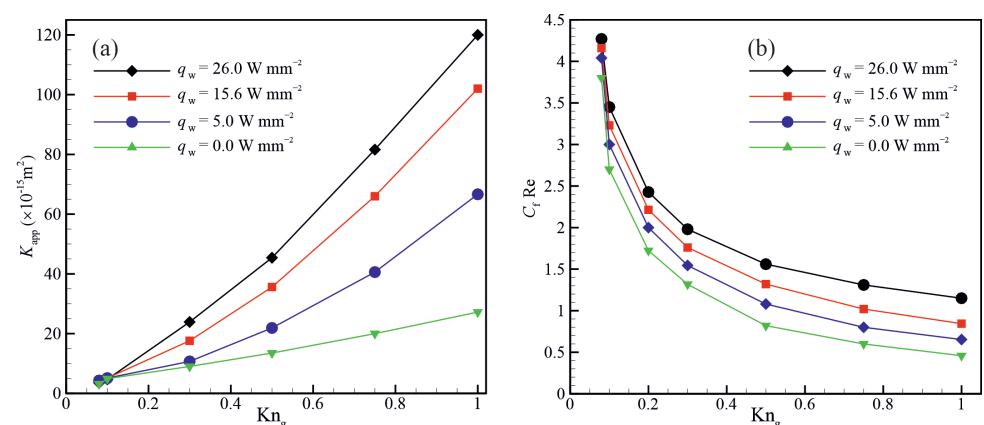 (a)
q_w = 26.0 W mm⁻²
q_w = 15.6 W mm⁻²
q_w = 5.0 W mm⁻²
q_w = 0.0 W mm⁻²
K_app (×10⁻¹⁵m²)
120
100
80
60
40
20
0
0 0.2 0.4 0.6 0.8 1
Kn_g
(b)
q_w = 26.0 W mm⁻²
q_w = 15.6 W mm⁻²
q_w = 5.0 W mm⁻²
q_w = 0.0 W mm⁻²
C_f Re
4.5
4
3.5
3
2.5
2
1.5
1
0.5
0
0 0.2 0.4 0.6 0.8 1
Kn_g